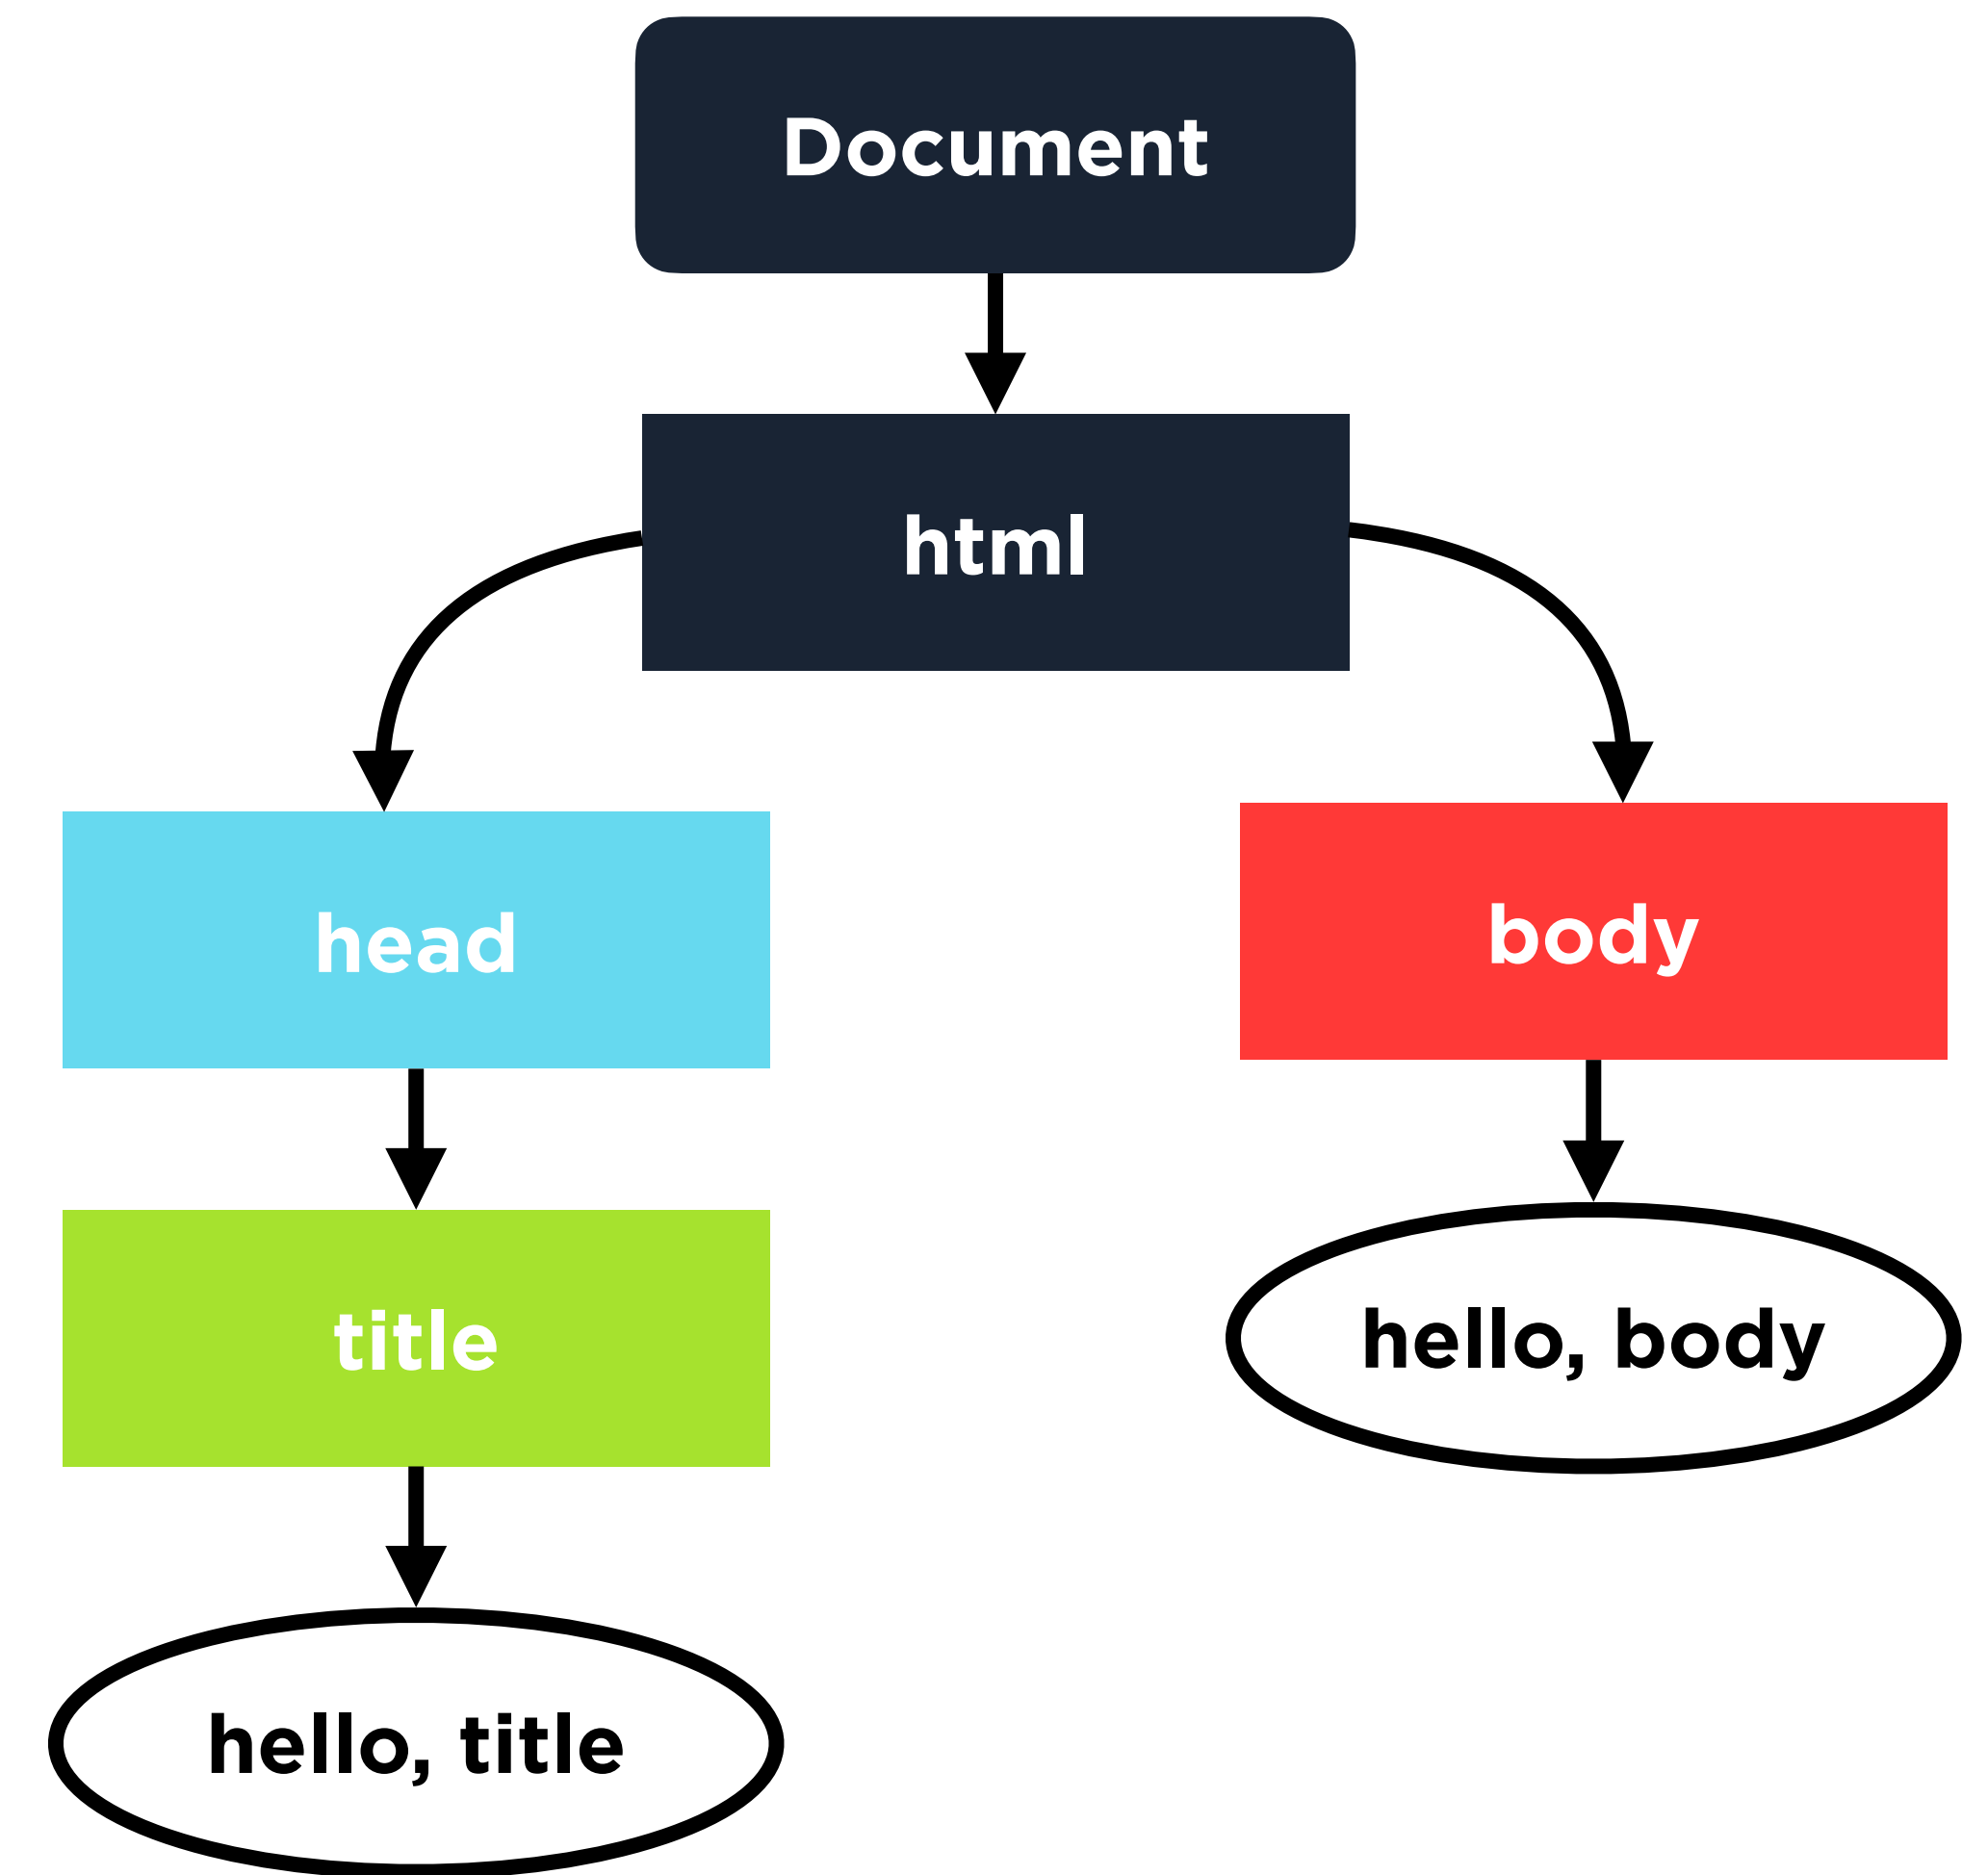 Document
html
head
body
title
hello, body
hello, title